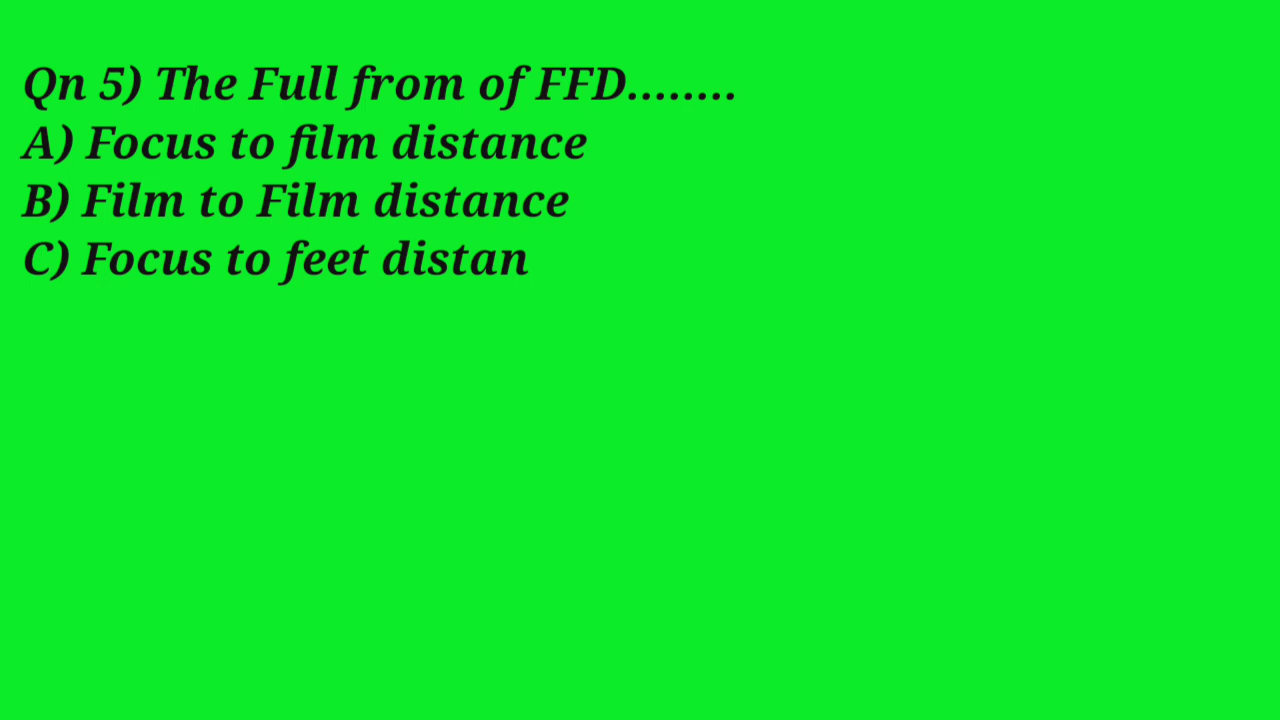 Qn 5) The Full from of FFD........
A) Focus to film distance
B) Film to Film distance
C) Focus to feet distan